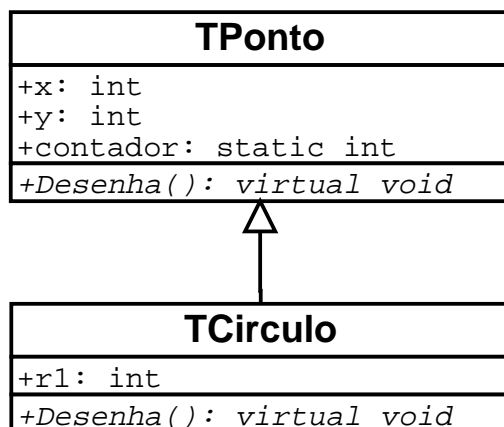 TPonto
+x: int
+y: int
+contador: static int
+Desenha(): virtual void
TCirculo
+r1: int
+Desenha(): virtual void